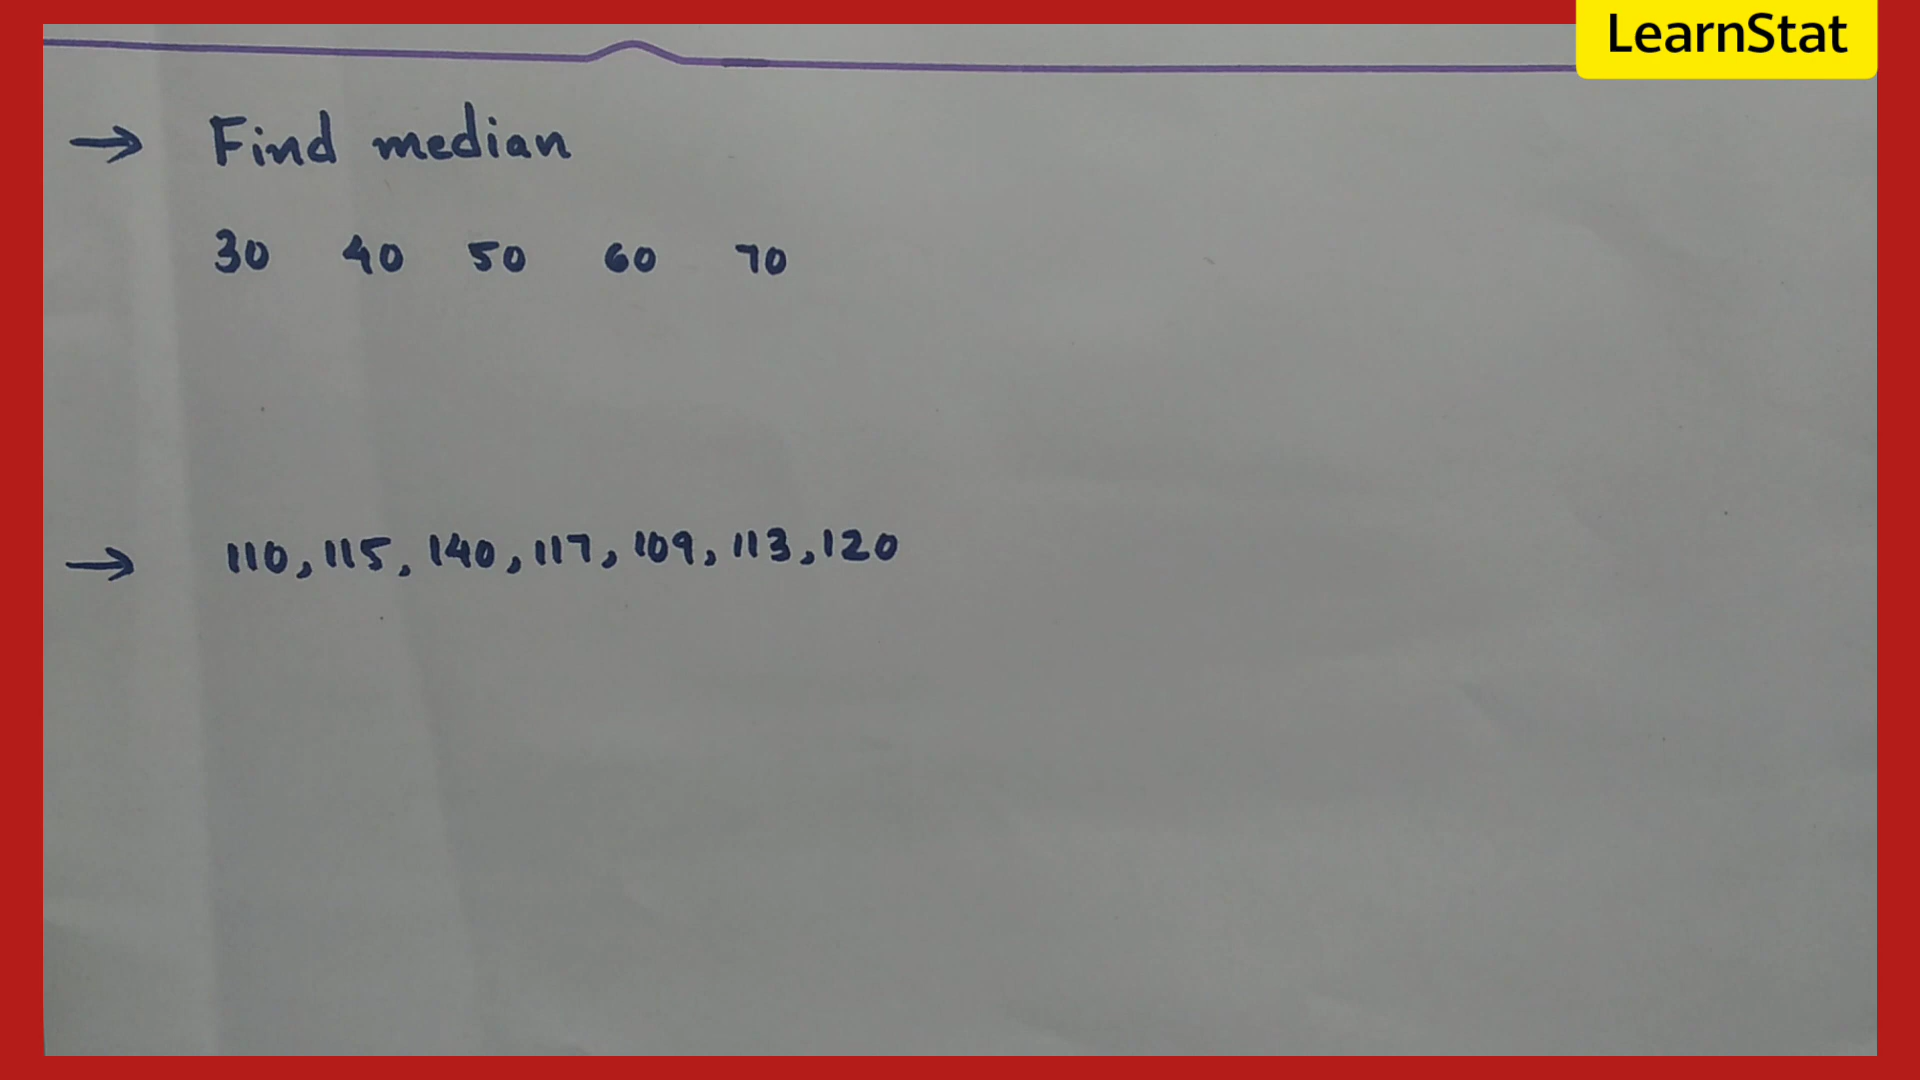 LearnStat
→ Find median
30 40 50 60 70
→ 110, 115, 140, 117, 109, 113, 120